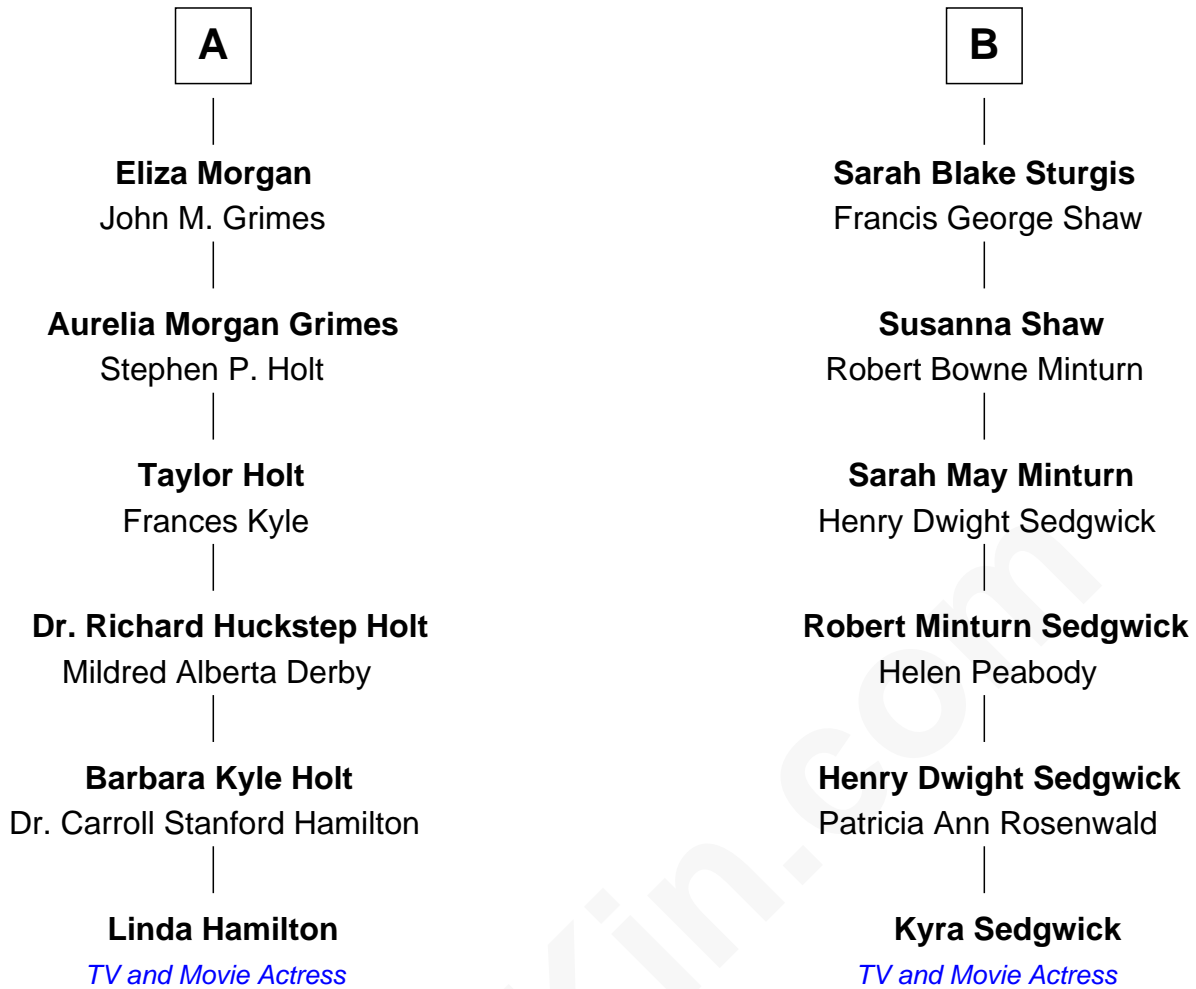 A
Eliza Morgan
John M. Grimes
Aurelia Morgan Grimes
Stephen P. Holt
Taylor Holt
Frances Kyle
Dr. Richard Huckstep Holt
Mildred Alberta Derby
Barbara Kyle Holt
Dr. Carroll Stanford Hamilton
Linda Hamilton
TV and Movie Actress
B
Sarah Blake Sturgis
Francis George Shaw
Susanna Shaw
Robert Bowne Minturn
Sarah May Minturn
Henry Dwight Sedgwick
Robert Minturn Sedgwick
Helen Peabody
Henry Dwight Sedgwick
Patricia Ann Rosenwald
Kyra Sedgwick
TV and Movie Actress
Kin.com